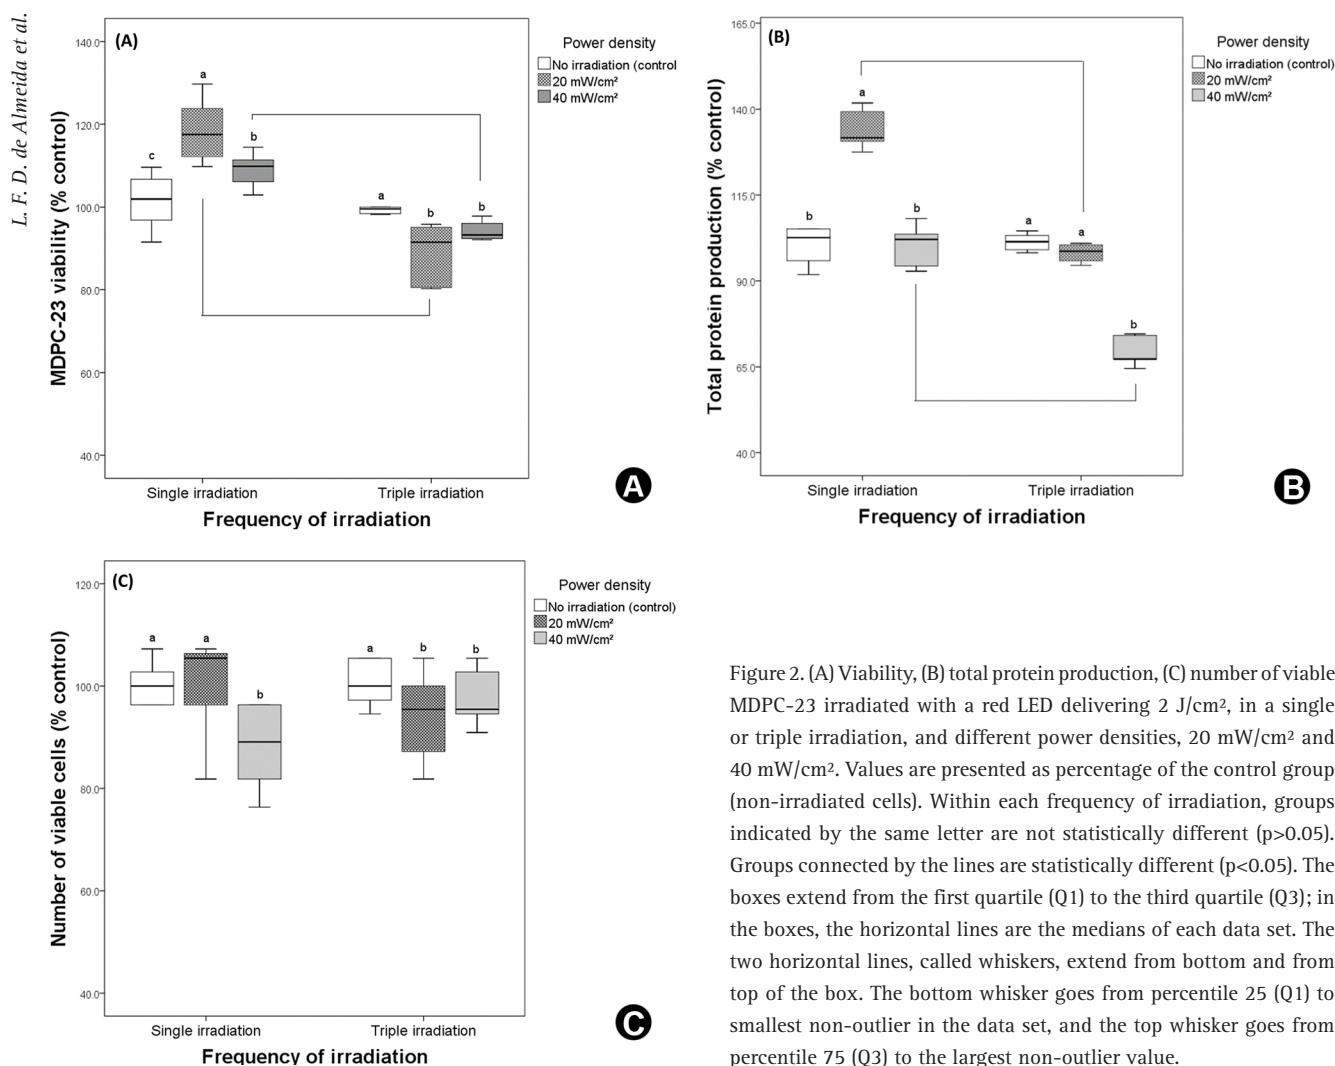 L. F. D. de Almeida et al.
(A)
Power density
No irradiation (control
20 mW/cm²
40 mW/cm²
MDPC-23 viability (% control)
140.0
120.0
100.0
80.0
60.0
40.0
a
b
c
a
b
b
Single irradiation
Triple irradiation
Frequency of irradiation
A
(B)
Power density
No irradiation (control)
20 mW/cm²
40 mW/cm²
Total protein production (% control)
165.0
140.0
115.0
90.0
65.0
40.0
a
b
b
a
a
b
Single irradiation
Triple irradiation
Frequency of irradiation
B
(C)
Power density
No irradiation (control)
20 mW/cm²
40 mW/cm²
Number of viable cells (% control)
120.0
100.0
80.0
60.0
40.0
a
a
b
a
b
b
Single irradiation
Triple irradiation
Frequency of irradiation
C
Figure 2. (A) Viability, (B) total protein production, (C) number of viable
MDPC-23 irradiated with a red LED delivering 2 J/cm², in a single
or triple irradiation, and different power densities, 20 mW/cm² and
40 mW/cm². Values are presented as percentage of the control group
(non-irradiated cells). Within each frequency of irradiation, groups
indicated by the same letter are not statistically different (p>0.05).
Groups connected by the lines are statistically different (p<0.05). The
boxes extend from the first quartile (Q1) to the third quartile (Q3); in
the boxes, the horizontal lines are the medians of each data set. The
two horizontal lines, called whiskers, extend from bottom and from
top of the box. The bottom whisker goes from percentile 25 (Q1) to
smallest non-outlier in the data set, and the top whisker goes from
percentile 75 (Q3) to the largest non-outlier value.